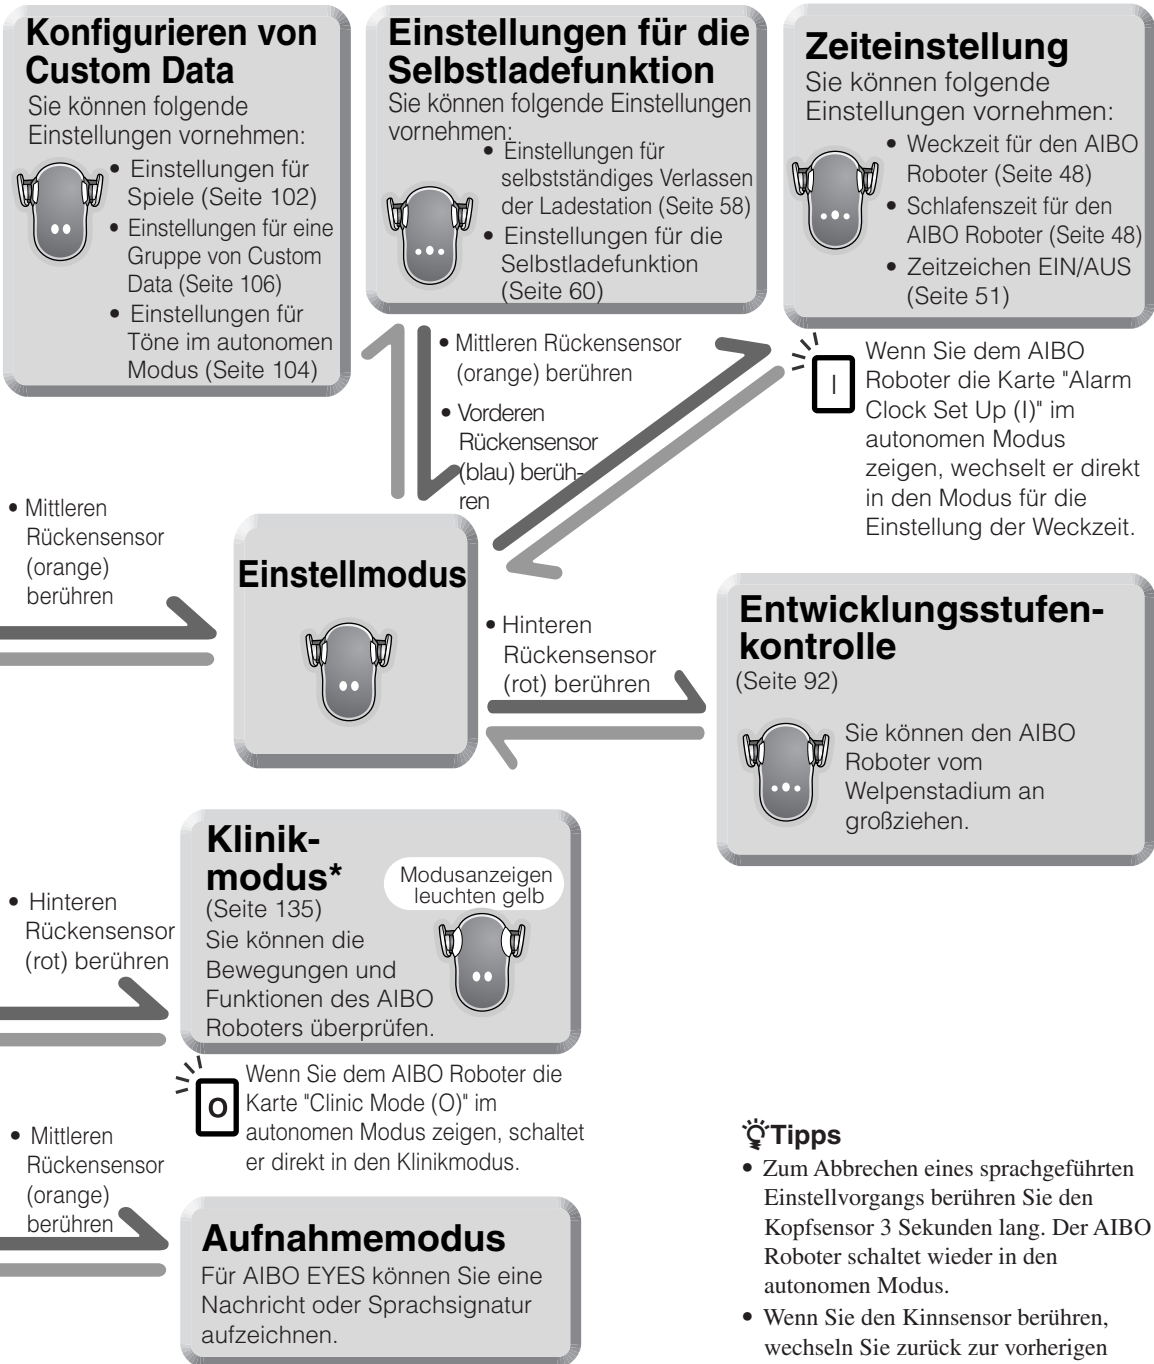 Konfigurieren von
Custom Data
Sie können folgende
Einstellungen vornehmen:
• Einstellungen für
Spiele (Seite 102)
• Einstellungen für eine
Gruppe von Custom
Data (Seite 106)
• Einstellungen für
Töne im autonomen
Modus (Seite 104)
Einstellungen für die
Selbstladefunktion
Sie können folgende Einstellungen
vornehmen:
• Einstellungen für
selbstständiges Verlassen
der Ladestation (Seite 58)
• Einstellungen für die
Selbstladefunktion
(Seite 60)
Zeiteinstellung
Sie können folgende
Einstellungen vornehmen:
• Weckzeit für den AIBO
Roboter (Seite 48)
• Schlafenszeit für den
AIBO Roboter (Seite 48)
• Zeitzeichen EIN/AUS
(Seite 51)
• Mittleren Rückensensor
(orange) berühren
• Vorderen
Rückensensor
(blau) berüh-
ren
I
Wenn Sie dem AIBO
Roboter die Karte "Alarm
Clock Set Up (I)" im
autonomen Modus
zeigen, wechselt er direkt
in den Modus für die
Einstellung der Weckzeit.
• Mittleren
Rückensensor
(orange)
berühren
Einstellmodus
• Hinteren
Rückensensor
(rot) berühren
Entwicklungsstufen-
kontrolle
(Seite 92)
Sie können den AIBO
Roboter vom
Welpenstadium an
großziehen.
• Hinteren
Rückensensor
(rot) berühren
Klinik-
modus*
(Seite 135)
Sie können die
Bewegungen und
Funktionen des AIBO
Roboters überprüfen.
Modusanzeigen
leuchten gelb
O
Wenn Sie dem AIBO Roboter die
Karte "Clinic Mode (O)" im
autonomen Modus zeigen, schaltet
er direkt in den Klinikmodus.
• Mittleren
Rückensensor
(orange)
berühren
Aufnahmemodus
Für AIBO EYES können Sie eine
Nachricht oder Sprachsignatur
aufzeichnen.
Tipps
• Zum Abbrechen eines sprachgeführten
Einstellvorgangs berühren Sie den
Kopfsensor 3 Sekunden lang. Der AIBO
Roboter schaltet wieder in den
autonomen Modus.
• Wenn Sie den Kinnsensor berühren,
wechseln Sie zurück zur vorherigen